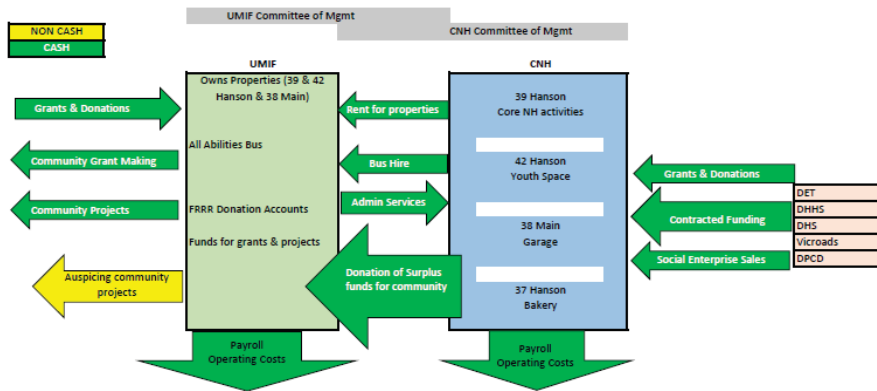 UMIF Committee of Mgmt
CNH Committee of Mgmt
NON CASH
CASH
UMIF
CNH
Owns Properties (39 & 42
Hanson & 38 Main)
All Abilities Bus
FRRR Donation Accounts
Funds for grants & projects
Grants & Donations
Community Grant Making
Community Projects
Auspicing community
projects
Rent for properties
Bus Hire
Admin Services
Donation of Surplus
funds for community
39 Hanson
Core NH activities
42 Hanson
Youth Space
38 Main
Garage
37 Hanson
Bakery
Grants & Donations
Contracted Funding
Social Enterprise Sales
DET
DHHS
DHS
Vicroads
DPCD
Payroll
Operating Costs
Payroll
Operating Costs